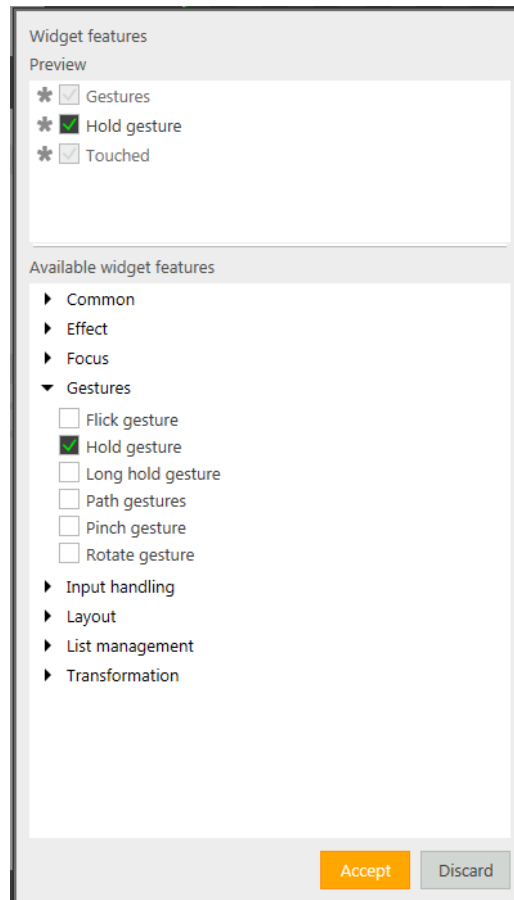 Widget features
Preview
Gestures
Hold gesture
Touched
Available widget features
Common
Effect
Focus
Gestures
Flick gesture
Hold gesture
Long hold gesture
Path gestures
Pinch gesture
Rotate gesture
Input handling
Layout
List management
Transformation
Accept Discard